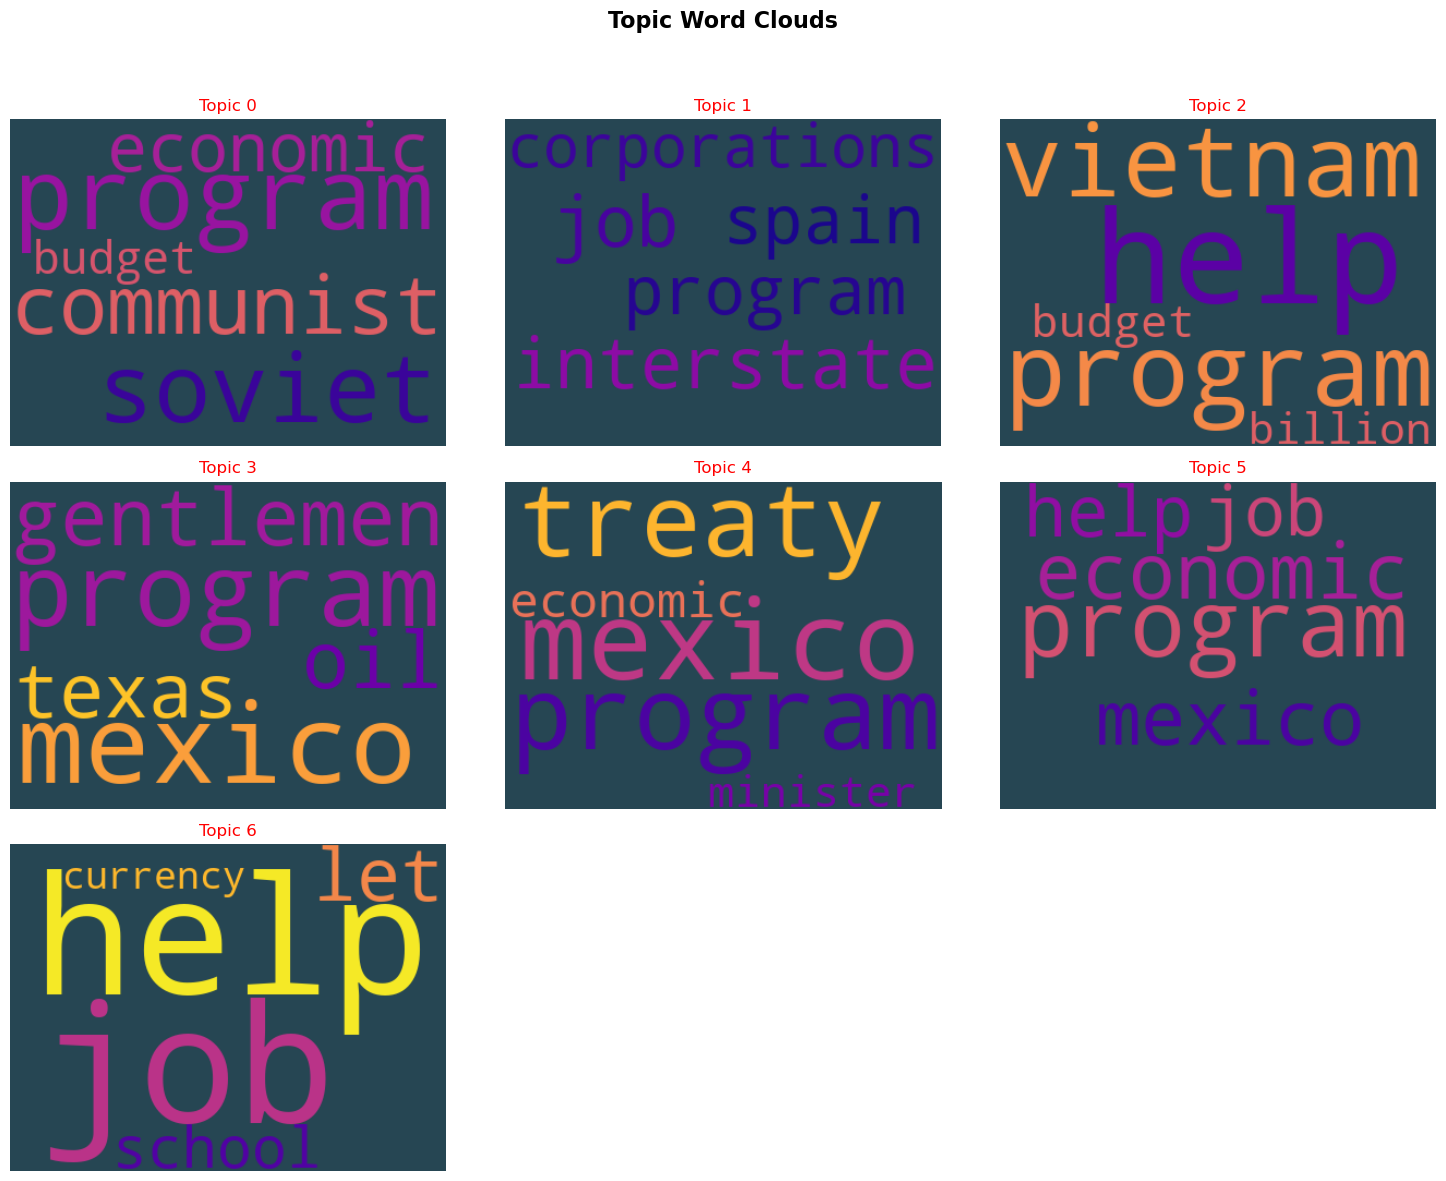 Topic Word Clouds
Topic 0
economic
program
budget
communist
soviet
Topic 1
corporations
job spain
program
interstate
Topic 2
vietnam
help
budget
program
billion
Topic 3
gentlemen
program
oil
texas
mexico
Topic 4
treaty
economic
mexico
program
minister
Topic 5
help job
economic
program
mexico
Topic 6
currency let
help
job
school